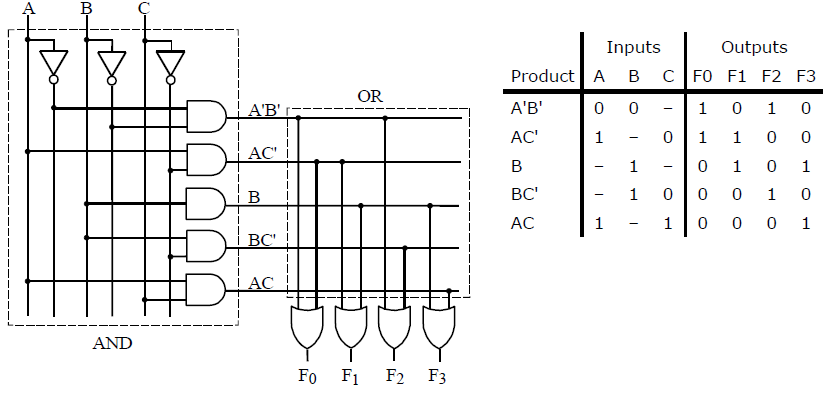 A B C
OR
A'B'
AC'
B
BC'
AC
AND
F0 F1 F2 F3
Inputs Outputs
Product A B C F0 F1 F2 F3
A'B' 0 0 – 1 0 1 0
AC' 1 – 0 1 1 0 0
B – 1 – 0 1 0 1
BC' – 1 0 0 0 1 0
AC 1 – 1 0 0 0 1